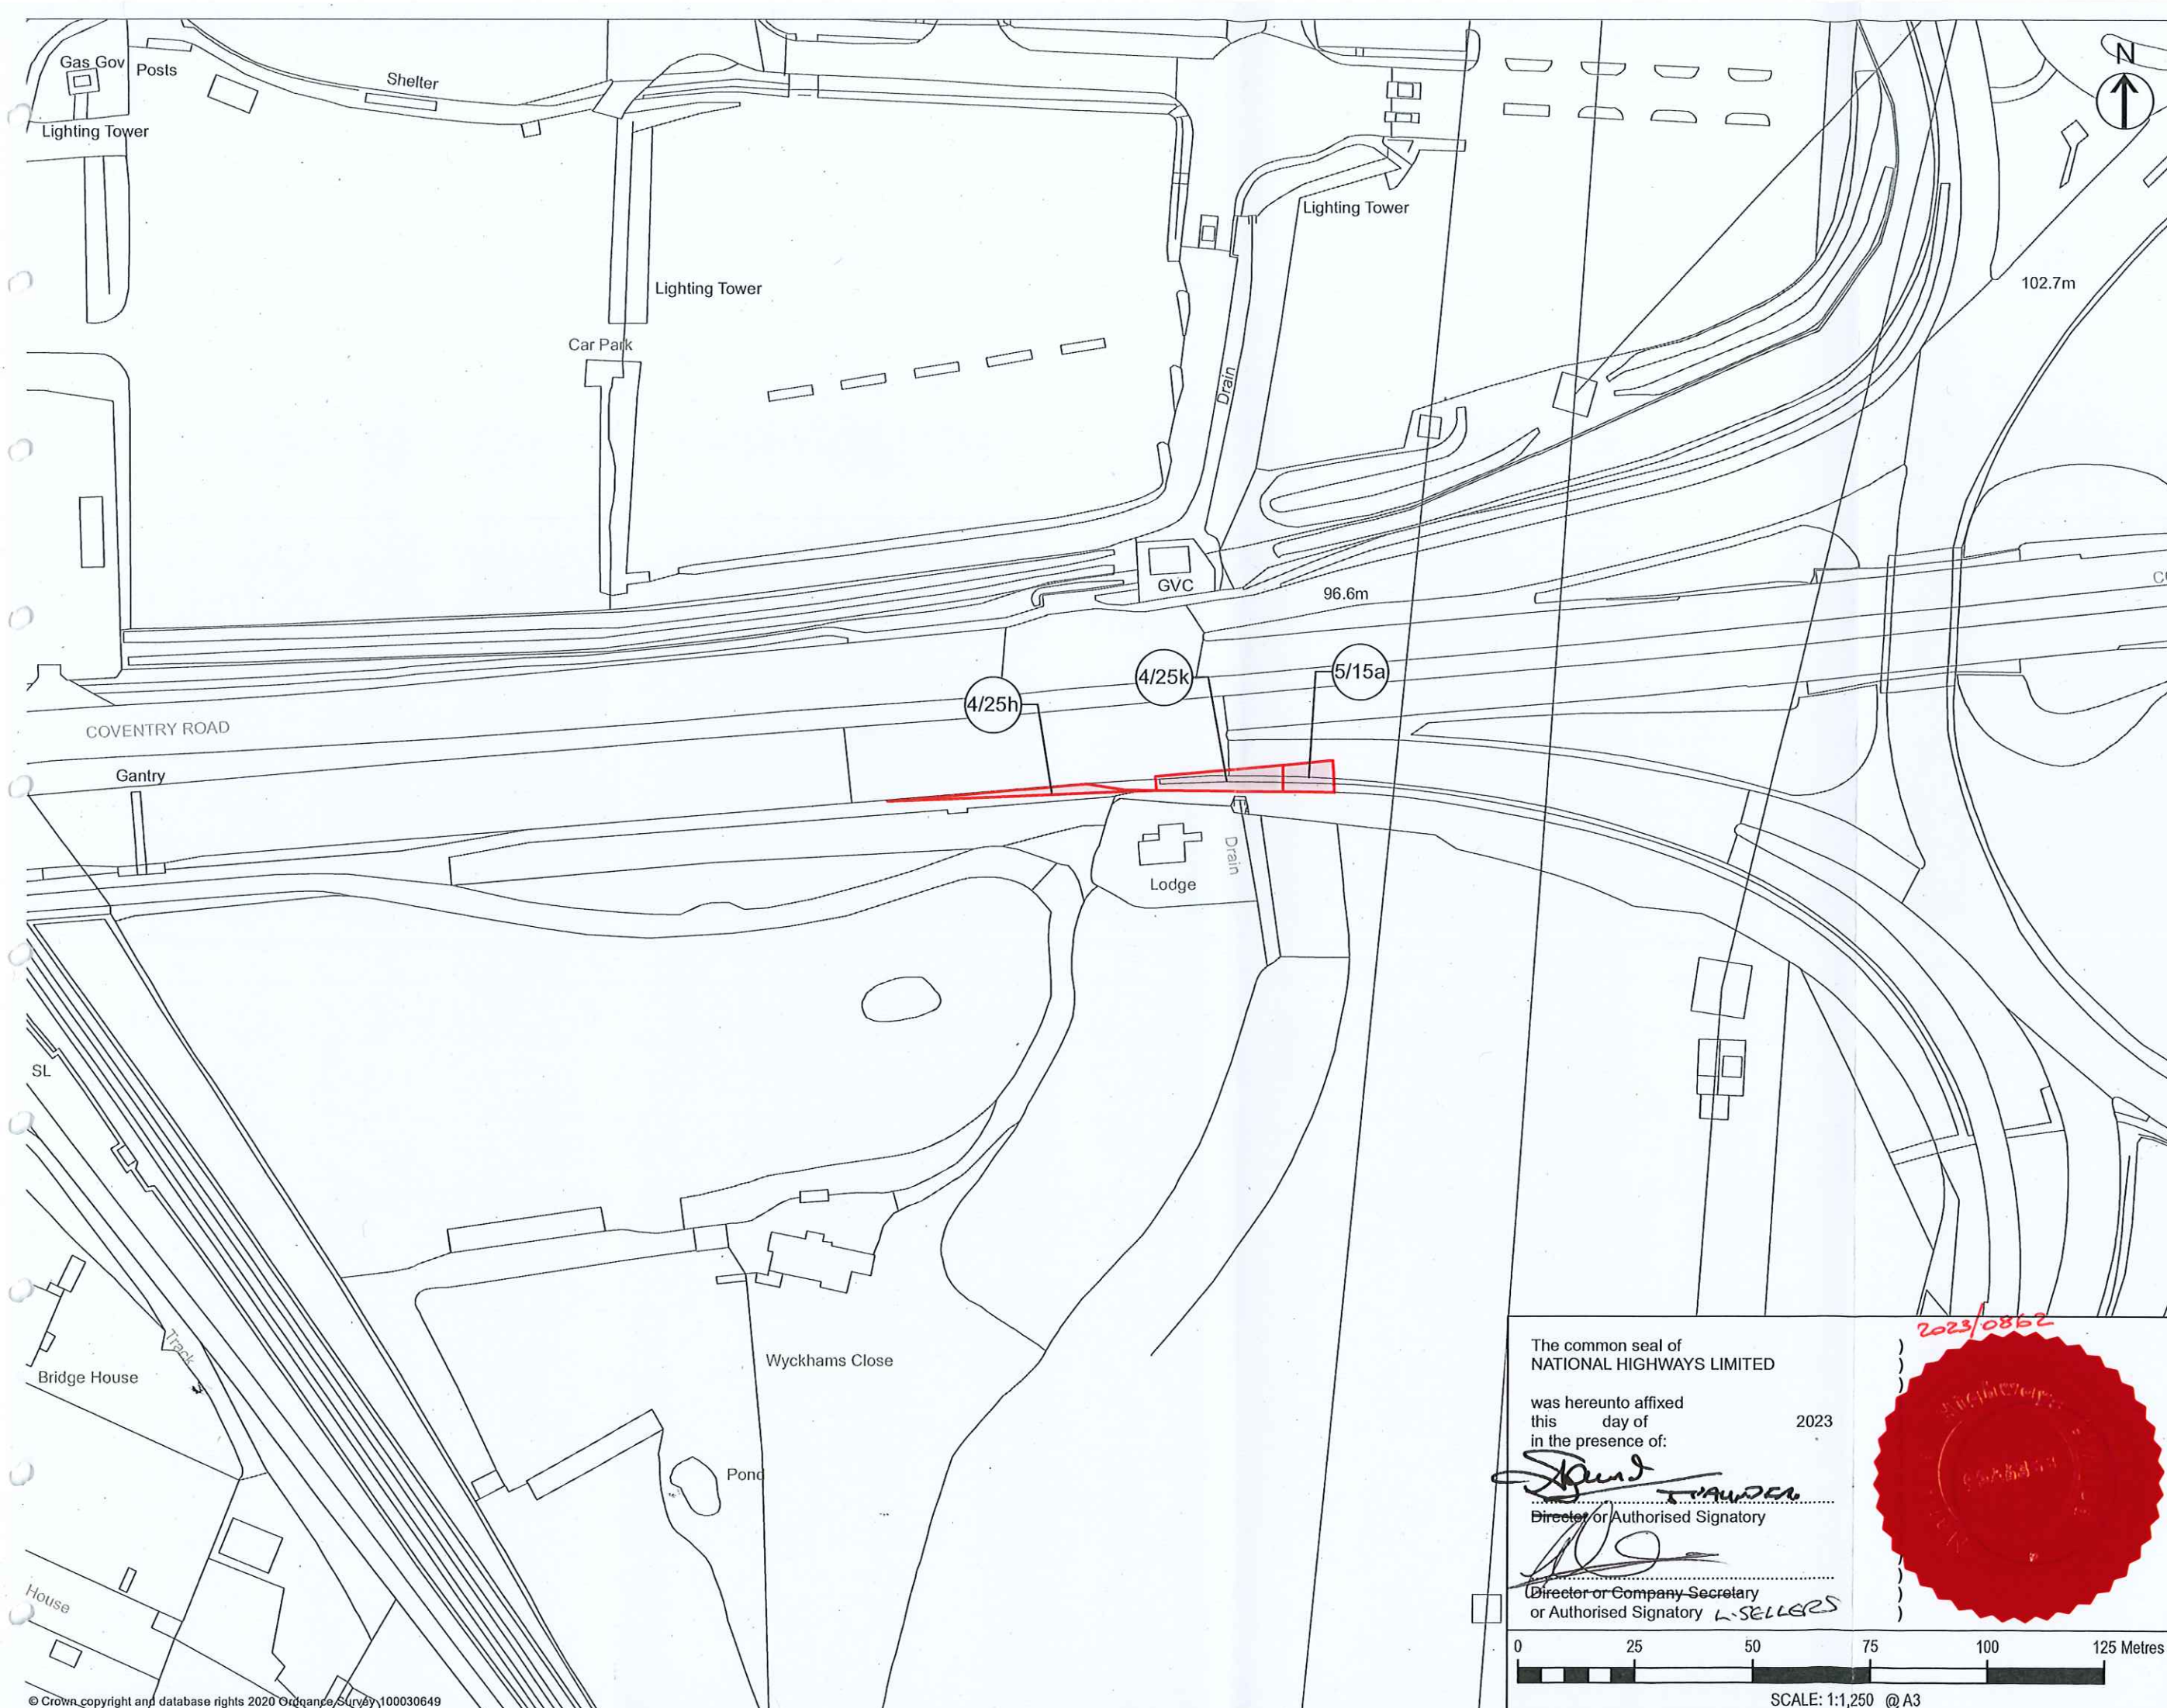 Gas Gov
Posts
Shelter
N
Lighting Tower
Lighting Tower
Lighting Tower
102.7m
Car Park
Drain
GVC
96.6m
4/25h
4/25k
5/15a
COVENTRY ROAD
Gantry
Drain
Lodge
SL
Track
Bridge House
Wyckhams Close
Pond
House
2023/0862
The common seal of
NATIONAL HIGHWAYS LIMITED
was hereunto affixed
this day of 2023
in the presence of:
Director or Authorised Signatory
Director or Company Secretary
or Authorised Signatory L. SELLERS
0 25 50 75 100 125 Metres
SCALE: 1:1,250 @ A3
© Crown copyright and database rights 2020 Ordnance Survey 100030649